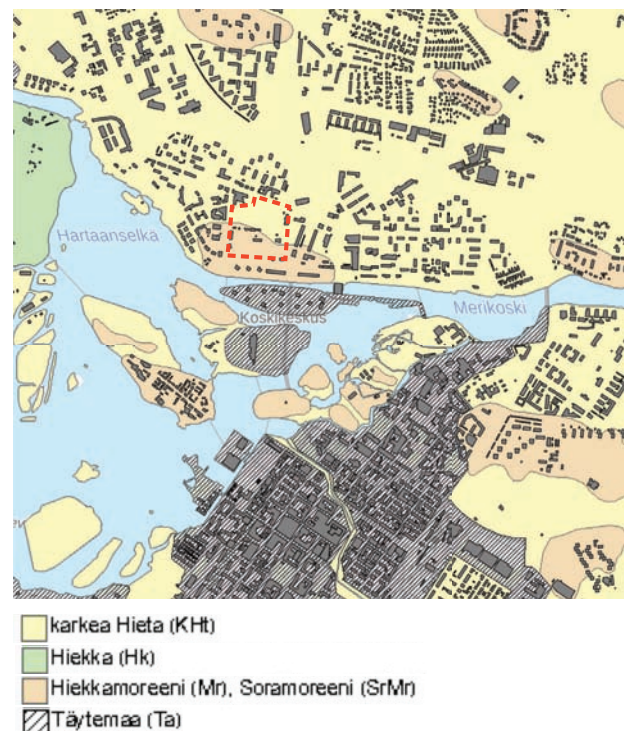 Hartaanselkä
Koskikeskus
Merikoski
karkea Hieta (KHt)
Hiekka (Hk)
Hiekkamoreeni (Mr), Soramoreeni (SrMr)
Täytemaa (Ta)